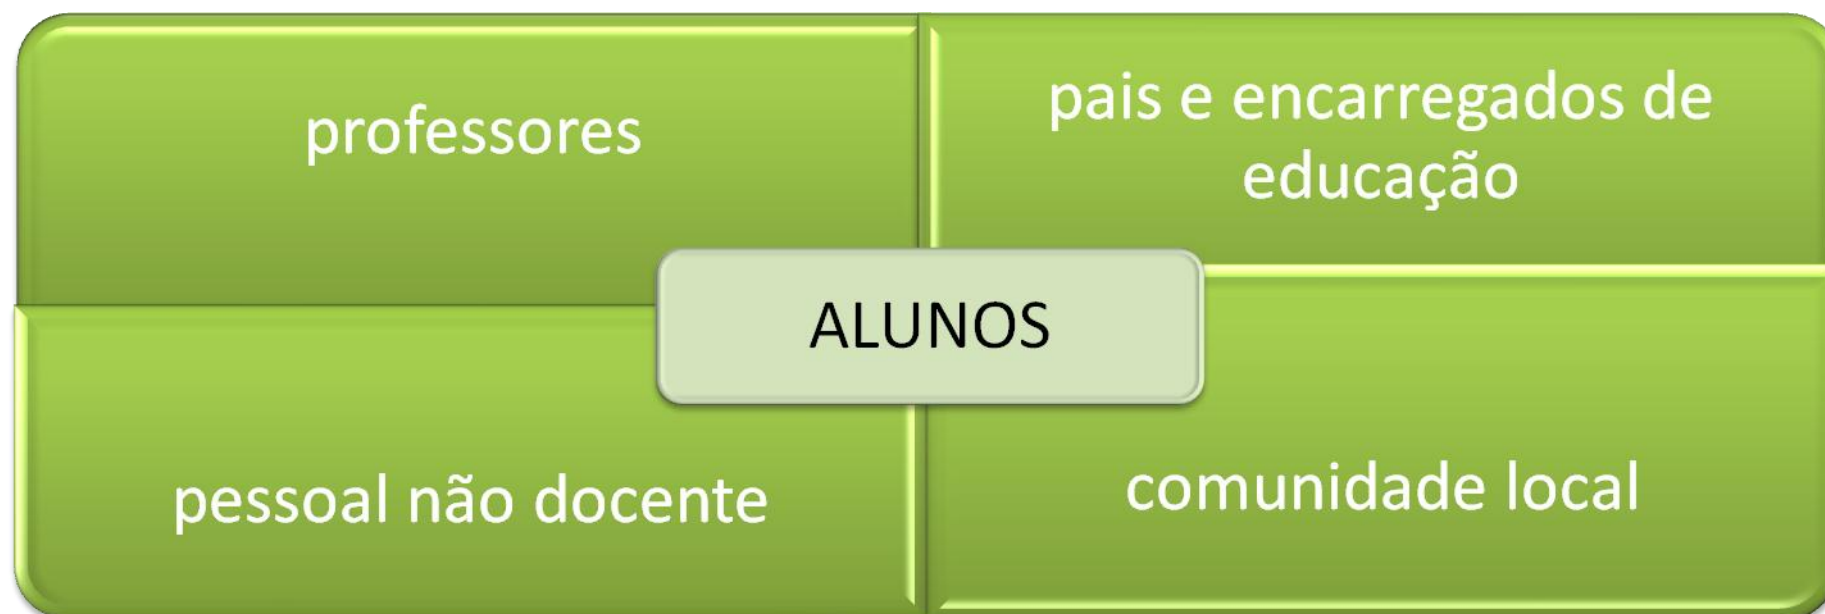 professores
pais e encarregados de
educação
ALUNOS
pessoal não docente
comunidade local